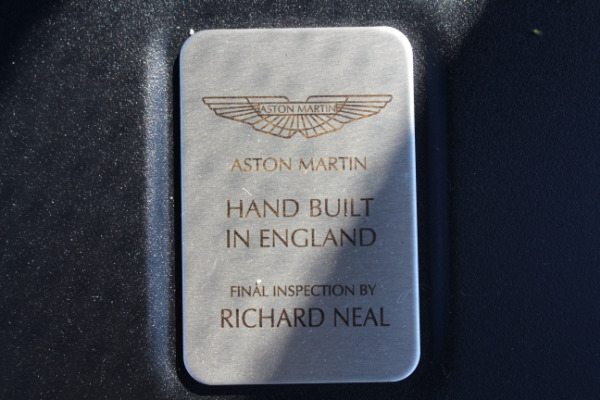 ASTON MARTIN
ASTON MARTIN
HAND BUILT
IN ENGLAND
FINAL INSPECTION BY
RICHARD NEAL